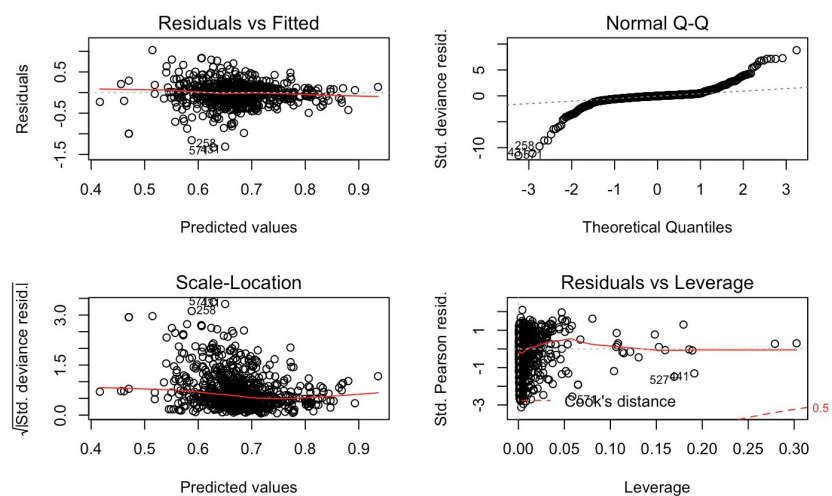 Residuals vs Fitted
Residuals
0.5
-0.5
-1.5
258
0.4 0.5 0.6 0.7 0.8 0.9
Predicted values
Normal Q-Q
Std. deviance resid.
5
0
-10
258
-3 -2 -1 0 1 2 3
Theoretical Quantiles
Scale-Location
√|Std. deviance resid.|
3.0
1.5
0.0
258
0.4 0.5 0.6 0.7 0.8 0.9
Predicted values
Residuals vs Leverage
Std. Pearson resid.
1
-1
-3
527
441
571
Cook's distance
0.5
0.00 0.05 0.10 0.15 0.20 0.25 0.30
Leverage